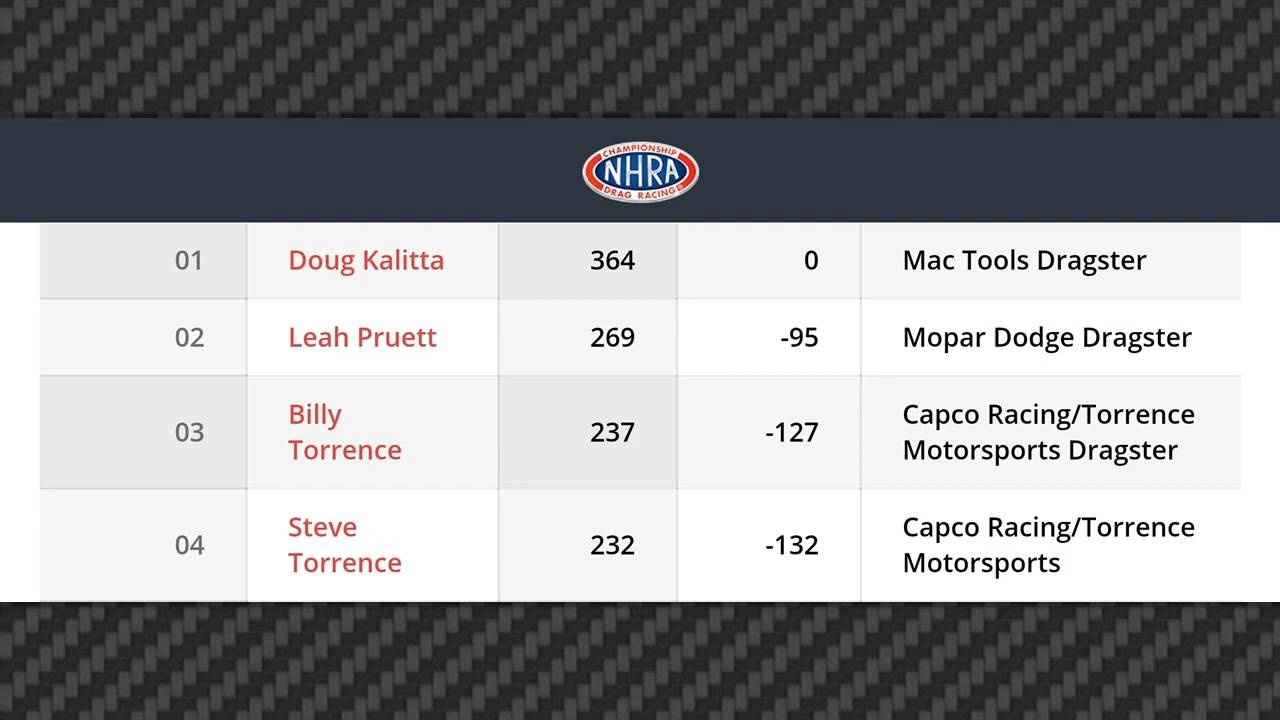 CHAMPIONSHIP
NHRA
DRAG RACING
01 Doug Kalitta 364 0 Mac Tools Dragster
02 Leah Pruett 269 -95 Mopar Dodge Dragster
03 Billy Torrence 237 -127 Capco Racing/Torrence Motorsports Dragster
04 Steve Torrence 232 -132 Capco Racing/Torrence Motorsports